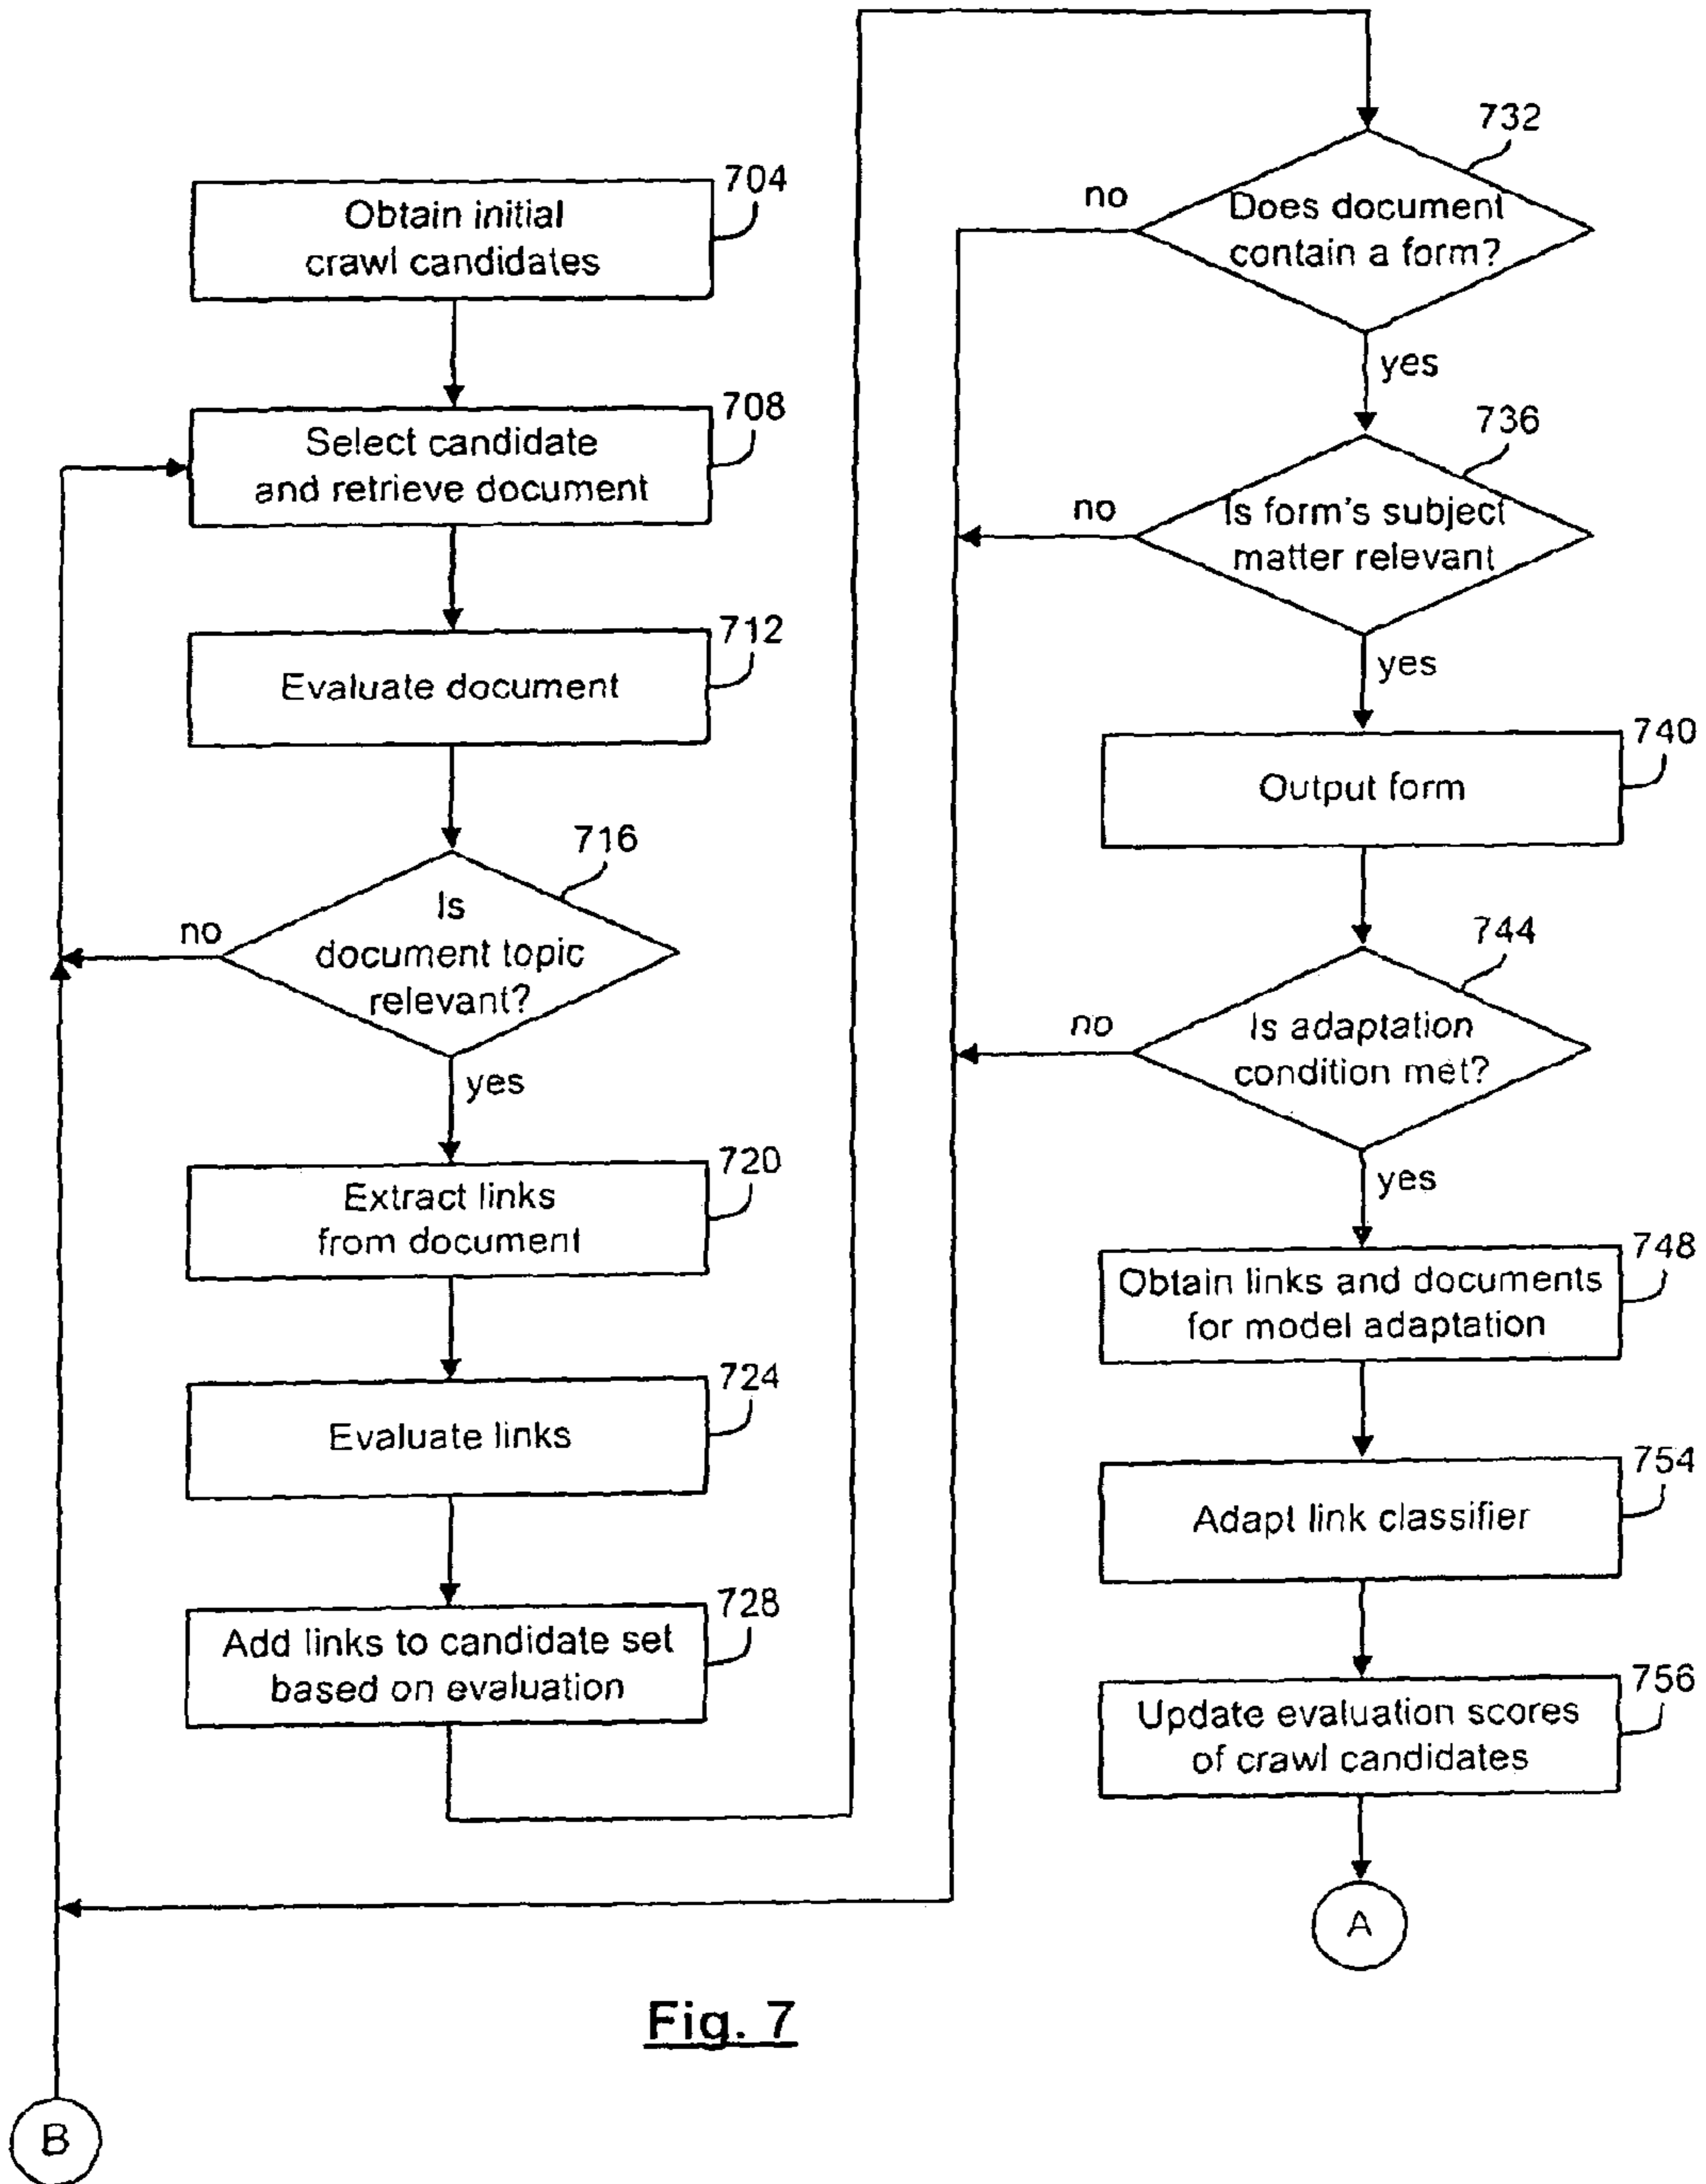 704
Obtain initial
crawl candidates
708
Select candidate
and retrieve document
712
Evaluate document
716
Is
document topic
relevant?
no
yes
720
Extract links
from document
724
Evaluate links
728
Add links to candidate set
based on evaluation
732
Does document
contain a form?
no
yes
736
Is form's subject
matter relevant
no
yes
740
Output form
744
Is adaptation
condition met?
no
yes
748
Obtain links and documents
for model adaptation
754
Adapt link classifier
756
Update evaluation scores
of crawl candidates
A
Fig. 7
B